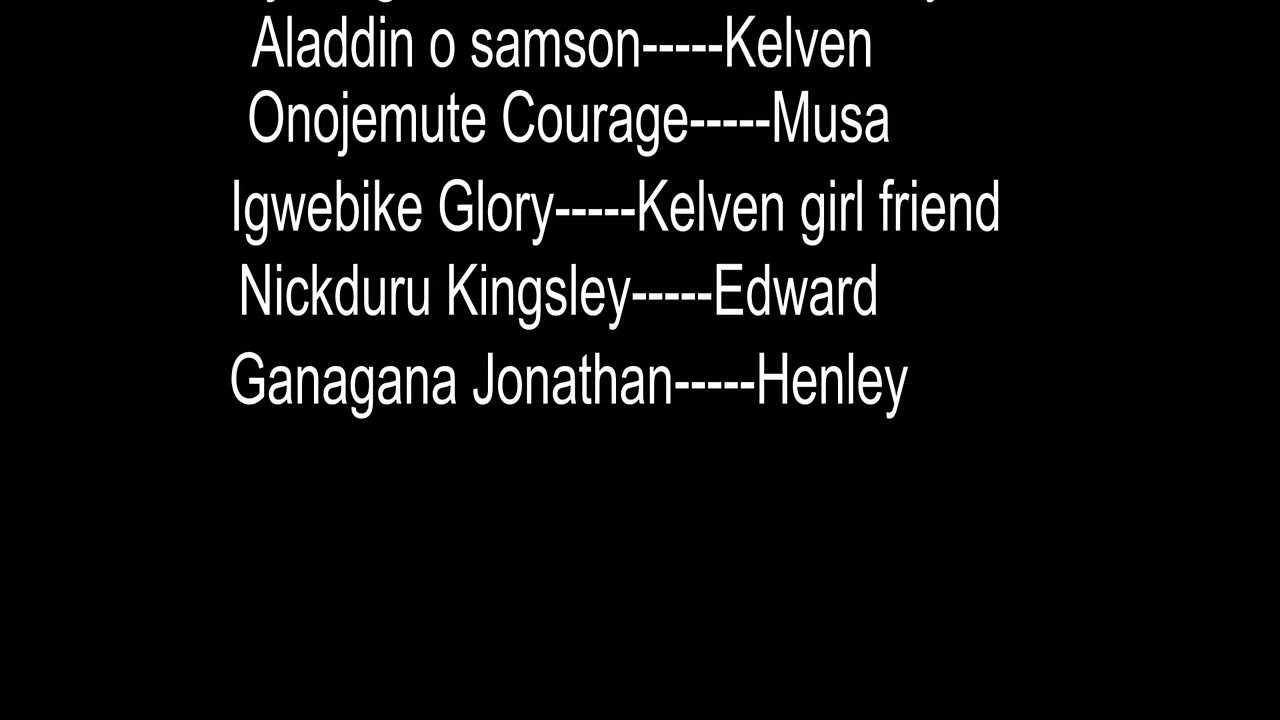 Aladdin o samson-----Kelven
Onojemute Courage-----Musa
Igwebike Glory-----Kelven girl friend
Nickduru Kingsley-----Edward
Ganagana Jonathan-----Henley